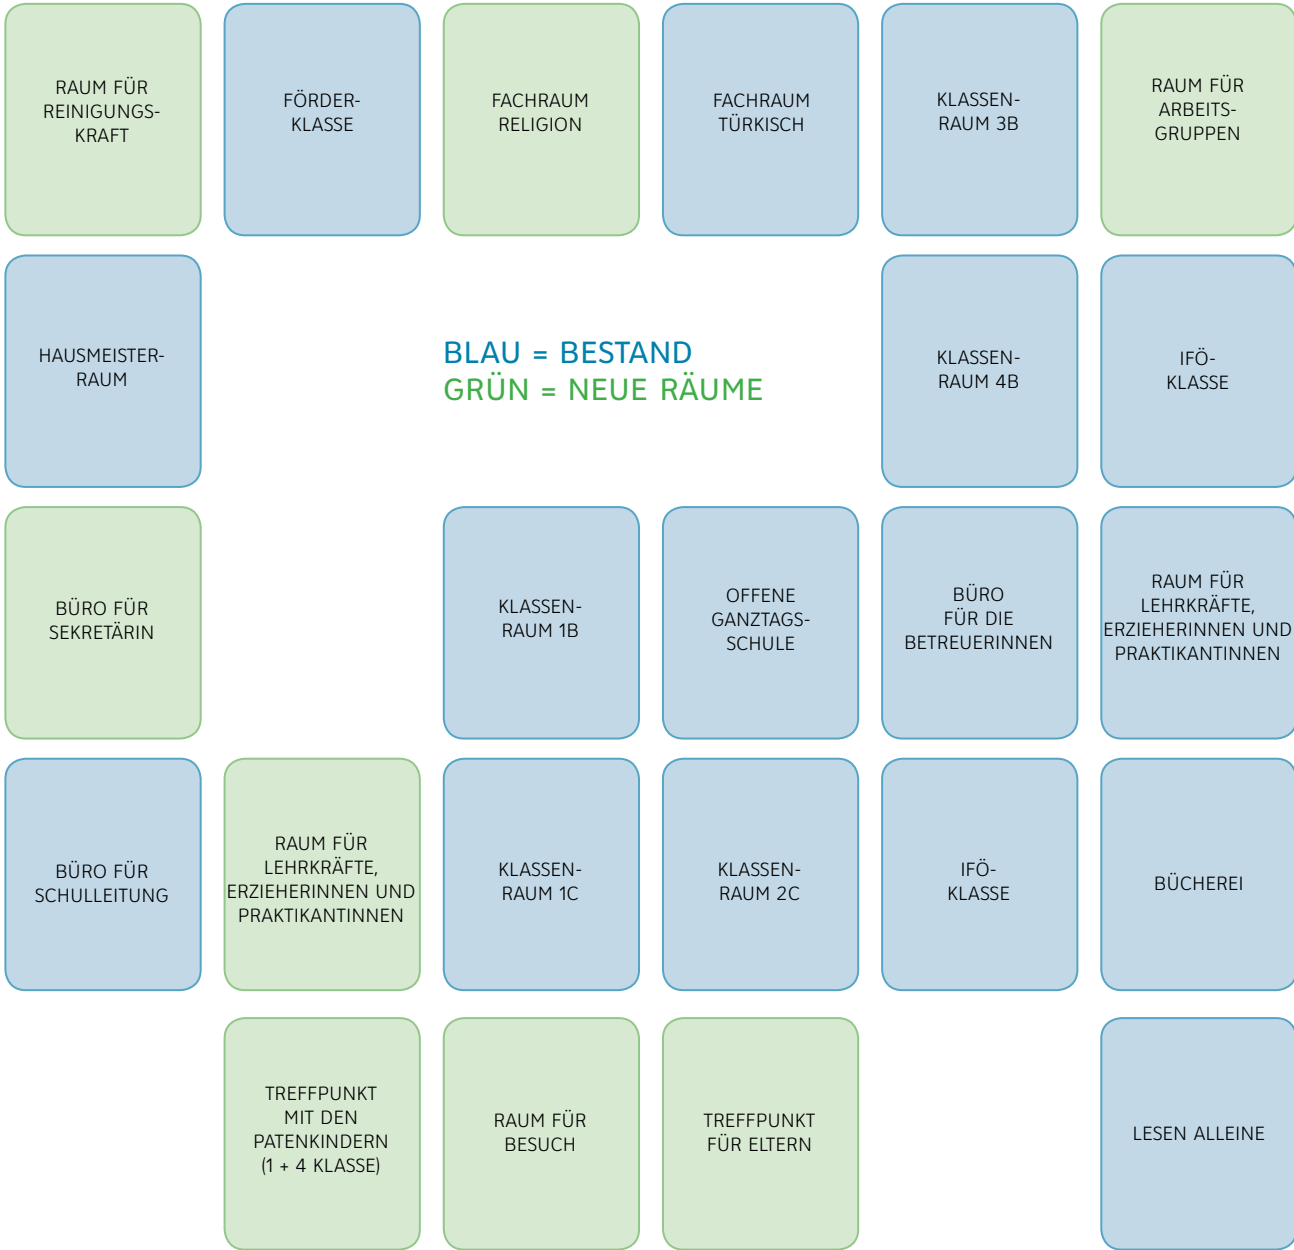 RAUM FÜR
REINIGUNGS-
KRAFT
FÖRDER-
KLASSE
FACHRAUM
RELIGION
FACHRAUM
TÜRKISCH
KLASSEN-
RAUM 3B
RAUM FÜR
ARBEITS-
GRUPPEN
HAUSMEISTER-
RAUM
BLAU = BESTAND
GRÜN = NEUE RÄUME
KLASSEN-
RAUM 4B
IFÖ-
KLASSE
BÜRO FÜR
SEKRETÄRIN
KLASSEN-
RAUM 1B
OFFENE
GANZTAGS-
SCHULE
BÜRO
FÜR DIE
BETREUERINNEN
RAUM FÜR
LEHRKRÄFTE,
ERZIEHERINNEN UND
PRAKTIKANTINNEN
BÜRO FÜR
SCHULLEITUNG
RAUM FÜR
LEHRKRÄFTE,
ERZIEHERINNEN UND
PRAKTIKANTINNEN
KLASSEN-
RAUM 1C
KLASSEN-
RAUM 2C
IFÖ-
KLASSE
BÜCHEREI
TREFFPUNKT
MIT DEN
PATENKINDERN
(1 + 4 KLASSE)
RAUM FÜR
BESUCH
TREFFPUNKT
FÜR ELTERN
LESEN ALLEINE